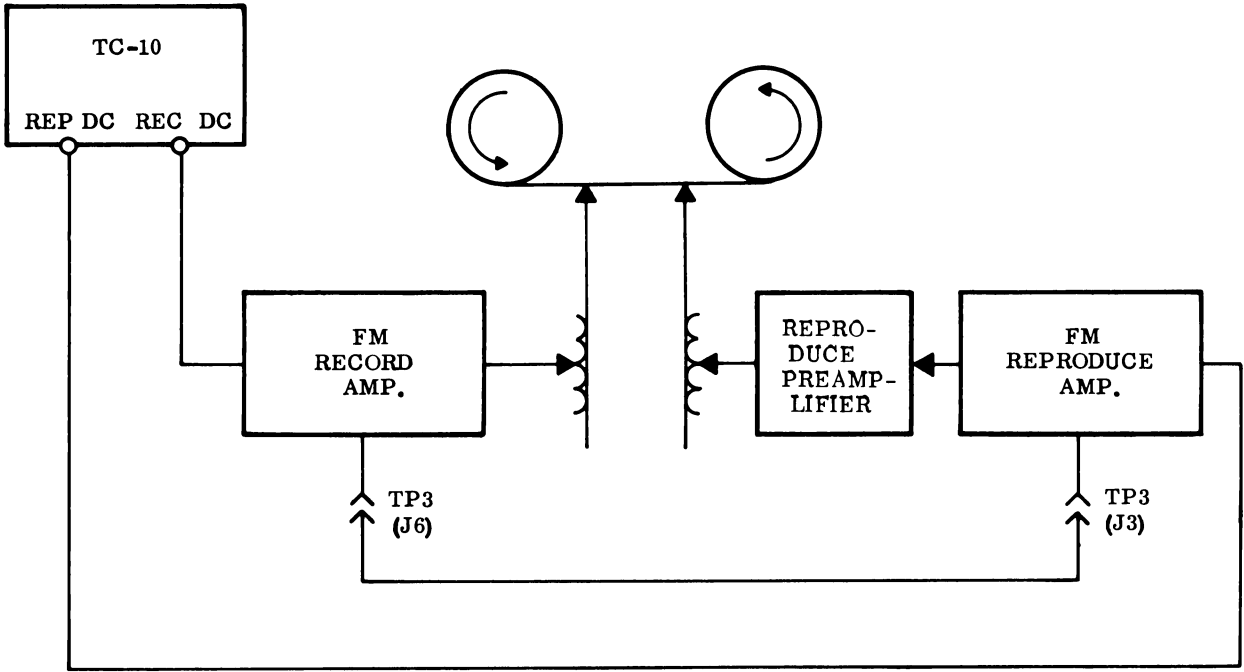 TC-10
REP DC REC DC
FM
RECORD
AMP.
REPRO-
DUCE
PREAMP-
LIFIER
FM
REPRODUCE
AMP.
TP3
(J6)
TP3
(J3)